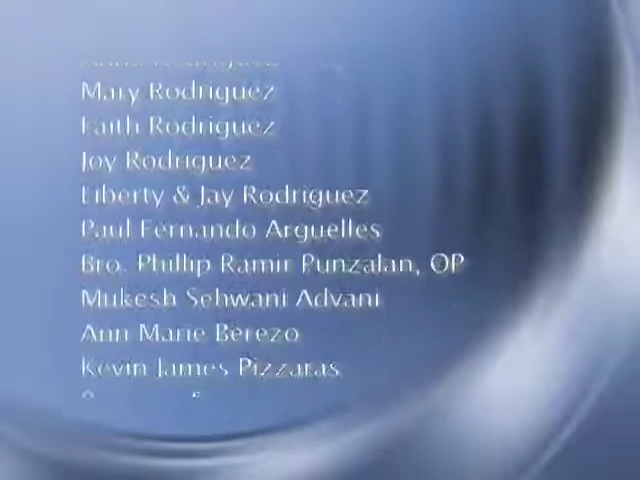 Mary Rodriguez
Faith Rodriguez
Joy Rodriguez
Liberty & Jay Rodriguez
Paul Fernando Arguelles
Bro. Phillip Ramir Punzalan, OP
Mukesh Sehwani Advani
Ann Marie Berezo
Kevin James Pizzaras